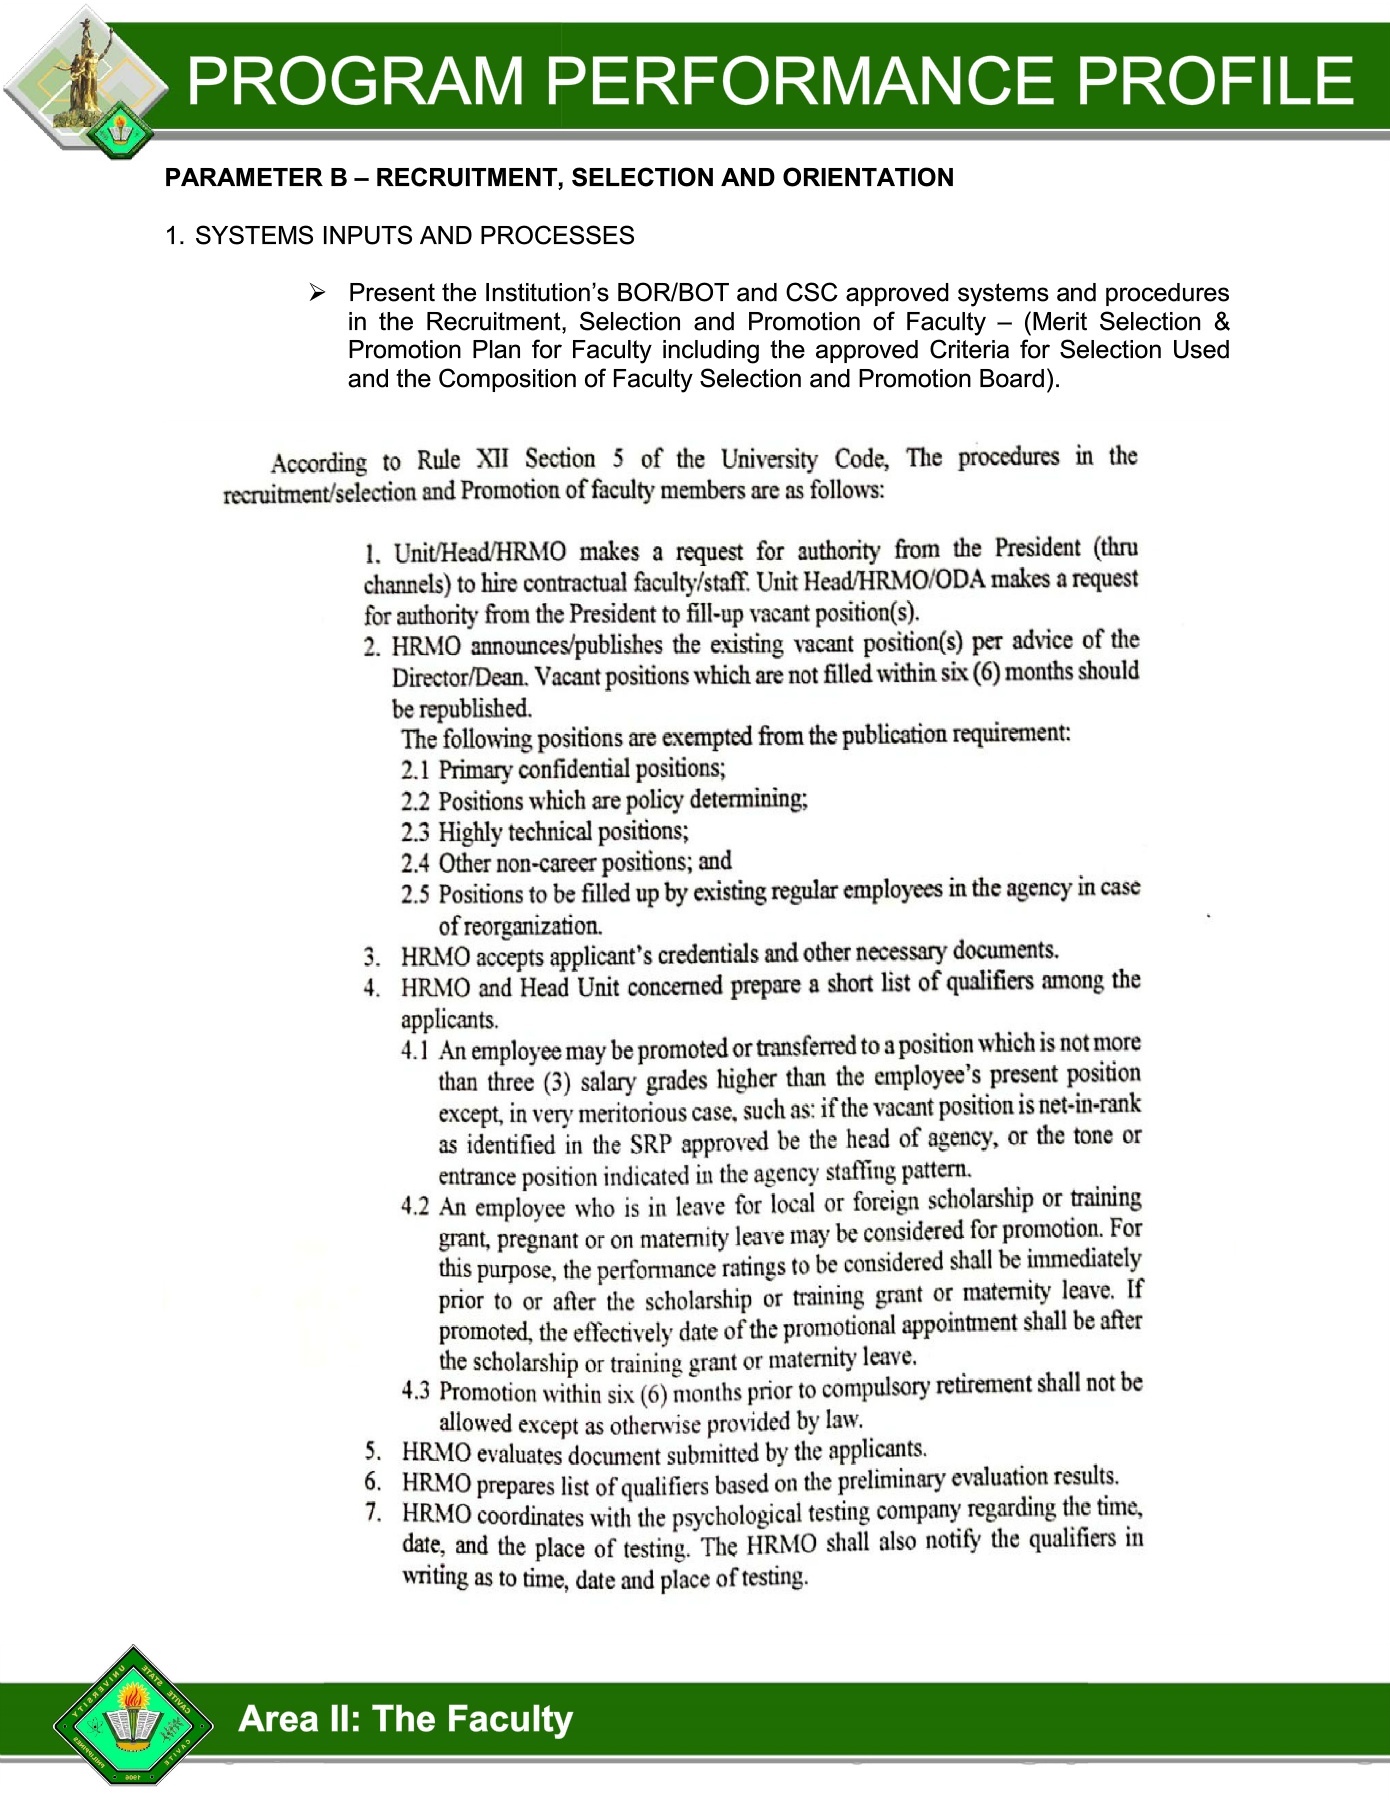 PROGRAM PERFORMANCE PROFILE
PARAMETER B – RECRUITMENT, SELECTION AND ORIENTATION
1. SYSTEMS INPUTS AND PROCESSES
➢ Present the Institution’s BOR/BOT and CSC approved systems and procedures
in the Recruitment, Selection and Promotion of Faculty – (Merit Selection &
Promotion Plan for Faculty including the approved Criteria for Selection Used
and the Composition of Faculty Selection and Promotion Board).
According to Rule XII Section 5 of the University Code, The procedures in the
recruitment/selection and Promotion of faculty members are as follows:
1. Unit/Head/HRMO makes a request for authority from the President (thru
channels) to hire contractual faculty/staff. Unit Head/HRMO/ODA makes a request
for authority from the President to fill-up vacant position(s).
2. HRMO announces/publishes the existing vacant position(s) per advice of the
Director/Dean. Vacant positions which are not filled within six (6) months should
be republished.
The following positions are exempted from the publication requirement:
2.1 Primary confidential positions;
2.2 Positions which are policy determining;
2.3 Highly technical positions;
2.4 Other non-career positions; and
2.5 Positions to be filled up by existing regular employees in the agency in case
of reorganization.
3. HRMO accepts applicant’s credentials and other necessary documents.
4. HRMO and Head Unit concerned prepare a short list of qualifiers among the
applicants.
4.1 An employee may be promoted or transferred to a position which is not more
than three (3) salary grades higher than the employee’s present position
except, in very meritorious case, such as: if the vacant position is net-in-rank
as identified in the SRP approved be the head of agency, or the tone or
entrance position indicated in the agency staffing pattern.
4.2 An employee who is in leave for local or foreign scholarship or training
grant, pregnant or on maternity leave may be considered for promotion. For
this purpose, the performance ratings to be considered shall be immediately
prior to or after the scholarship or training grant or maternity leave. If
promoted, the effectively date of the promotional appointment shall be after
the scholarship or training grant or maternity leave.
4.3 Promotion within six (6) months prior to compulsory retirement shall not be
allowed except as otherwise provided by law.
5. HRMO evaluates document submitted by the applicants.
6. HRMO prepares list of qualifiers based on the preliminary evaluation results.
7. HRMO coordinates with the psychological testing company regarding the time,
date, and the place of testing. The HRMO shall also notify the qualifiers in
writing as to time, date and place of testing.
CAVITE STATE UNIVERSITY
CAVITE
PHILIPPINES
1906
Area II: The Faculty